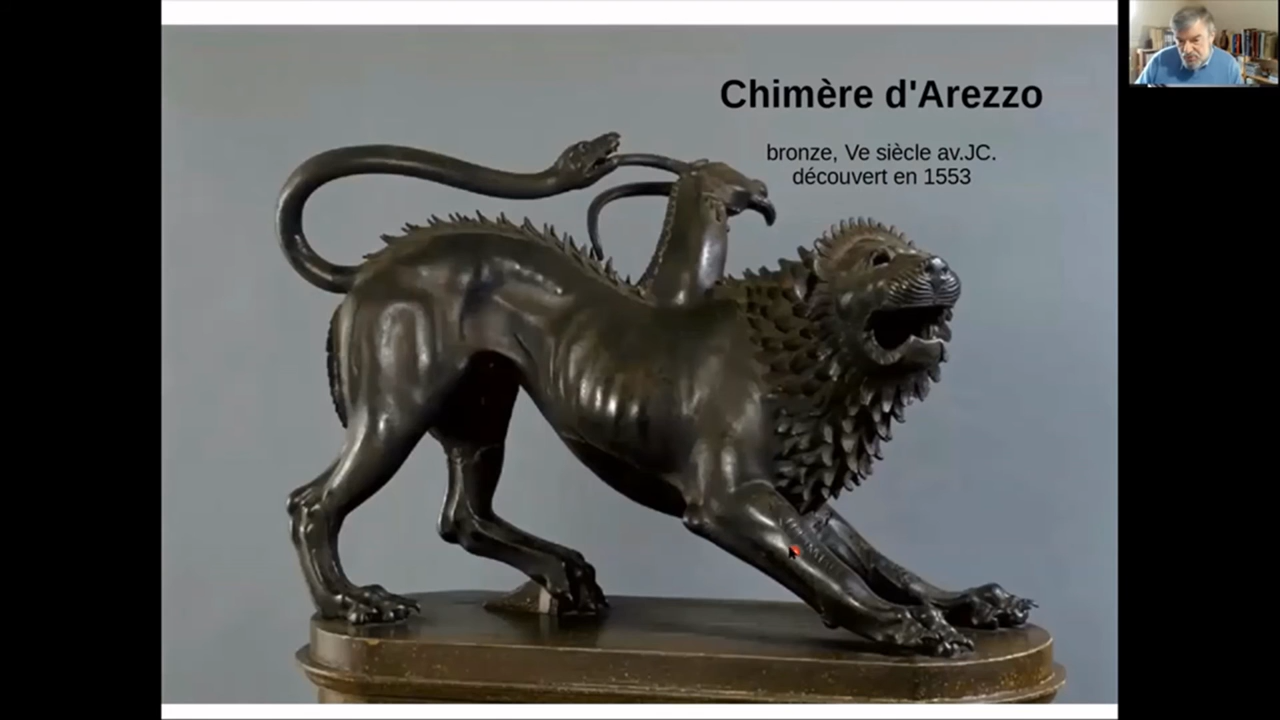 Chimère d'Arezzo
bronze, Ve siècle av.JC.
découvert en 1553